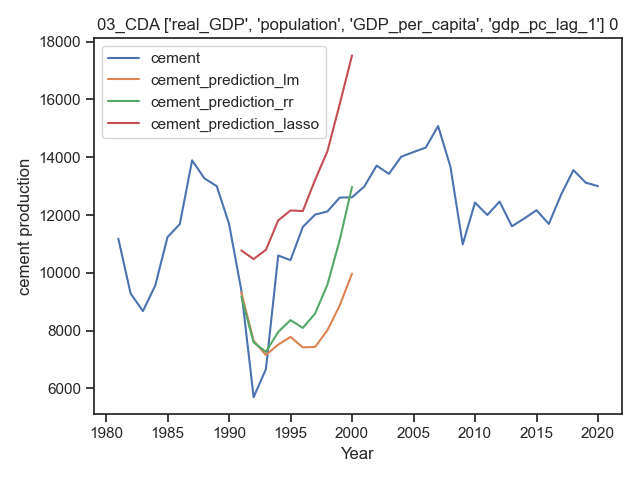 03_CDA ['real_GDP', 'population', 'GDP_per_capita', 'gdp_pc_lag_1'] 0
18000
16000
14000
12000
10000
8000
6000
cement production
cement
cement_prediction_lm
cement_prediction_rr
cement_prediction_lasso
1980 1985 1990 1995 2000 2005 2010 2015 2020
Year